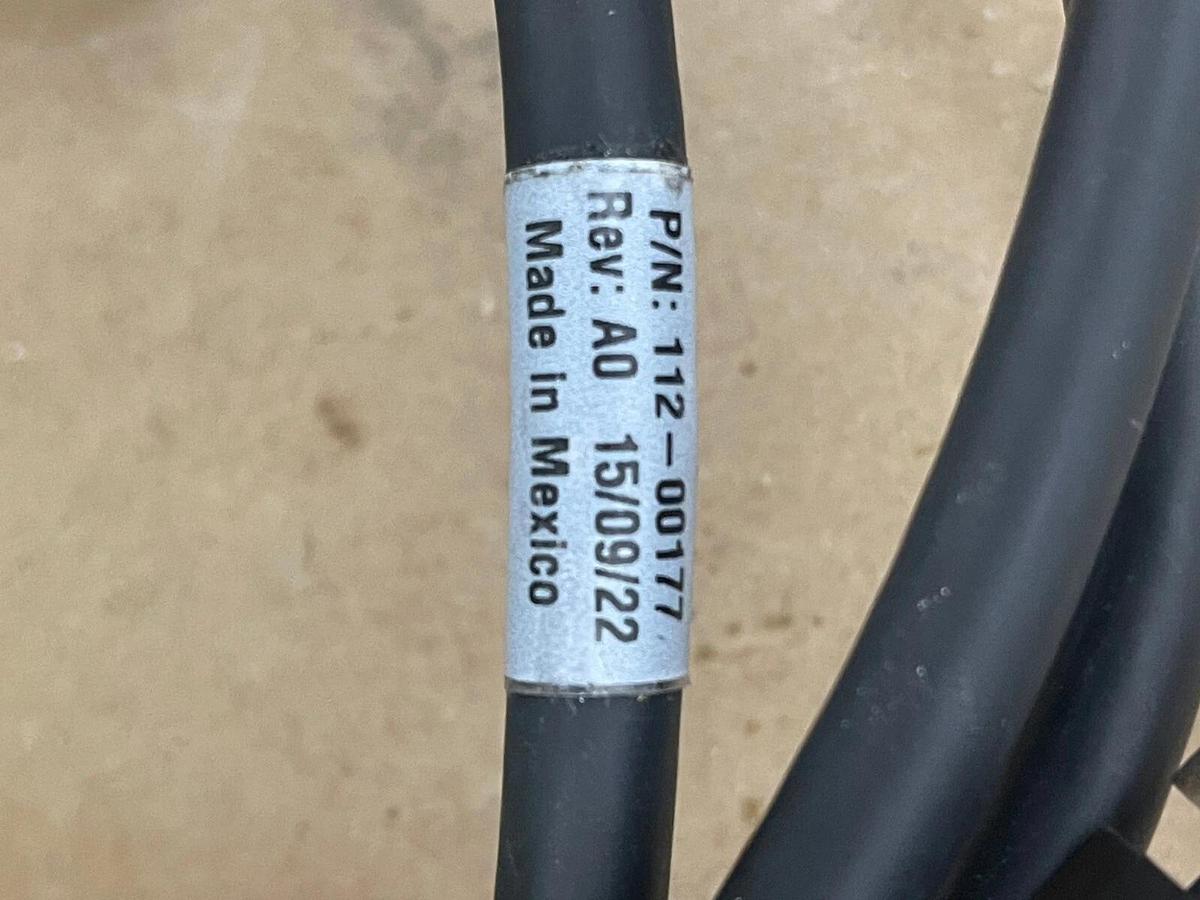 P/N: 112-00177
Rev: A0 15/09/22
Made in Mexico